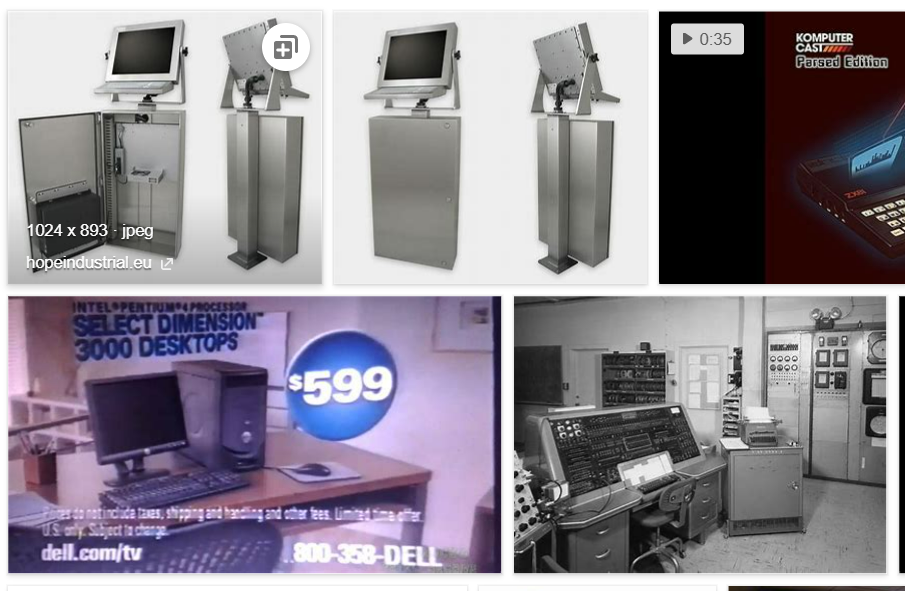 0:35
KOMPUTER
CAST
Parsed Edition
ZX81
1024 x 893 · jpeg
hopeindustrial.eu
INTEL® PENTIUM® 4 PROCESSOR
SELECT DIMENSION™
3000 DESKTOPS
$599
Prices do not include taxes, shipping and handling and other fees. Limited time offer.
U.S. only. Subject to change.
dell.com/tv
800-358-DELL